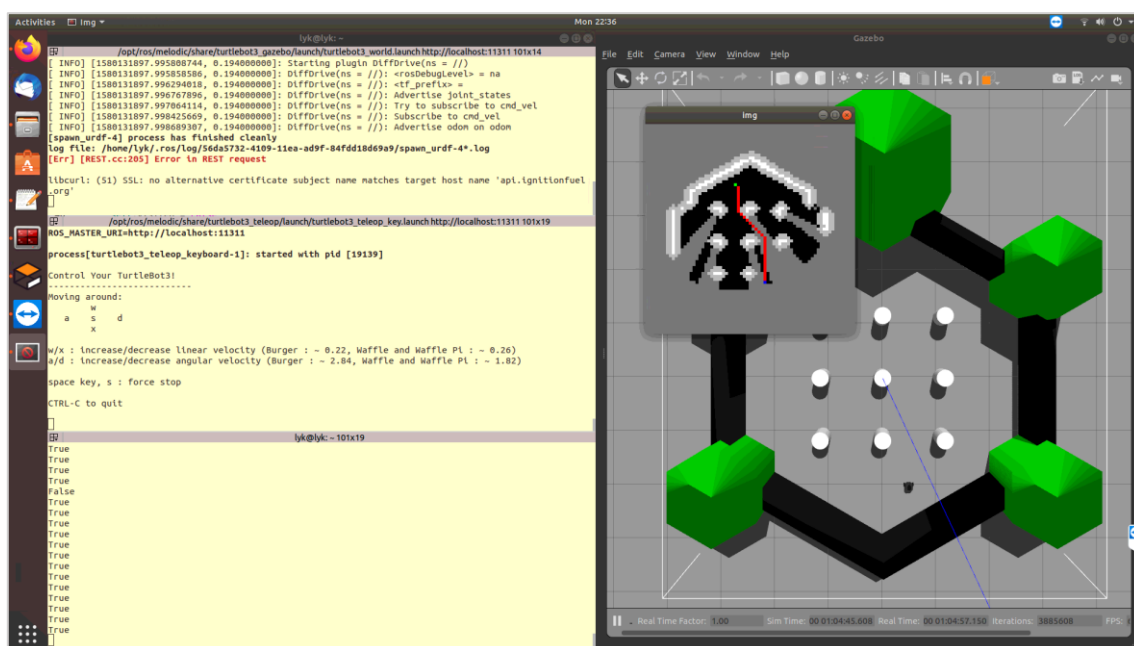 Activities Img Mon 22:36
lyk@lyk: ~
/opt/ros/melodic/share/turtlebot3_gazebo/launch/turtlebot3_world.launch http://localhost:11311 101x14
[ INFO] [1580131897.995808744, 0.194000000]: Starting plugin DiffDrive(ns = //)
[ INFO] [1580131897.995858586, 0.194000000]: DiffDrive(ns = //): <rosDebugLevel> = na
[ INFO] [1580131897.996294018, 0.194000000]: DiffDrive(ns = //): <tf_prefix> =
[ INFO] [1580131897.996767896, 0.194000000]: DiffDrive(ns = //): Advertise joint_states
[ INFO] [1580131897.997064114, 0.194000000]: DiffDrive(ns = //): Try to subscribe to cmd_vel
[ INFO] [1580131897.998425669, 0.194000000]: DiffDrive(ns = //): Subscribe to cmd_vel
[ INFO] [1580131897.998689307, 0.194000000]: DiffDrive(ns = //): Advertise odom on odom
[spawn_urdf-4] process has finished cleanly
log file: /home/lyk/.ros/log/56da5732-4109-11ea-ad9f-84fdd18d69a9/spawn_urdf-4*.log
[Err] [REST.cc:205] Error in REST request
libcurl: (51) SSL: no alternative certificate subject name matches target host name 'api.ignitionfuel
.org'
/opt/ros/melodic/share/turtlebot3_teleop/launch/turtlebot3_teleop_key.launch http://localhost:11311 101x19
ROS_MASTER_URI=http://localhost:11311
process[turtlebot3_teleop_keyboard-1]: started with pid [19139]
Control Your TurtleBot3!
---------------------------
Moving around:
w
a s d
x
w/x : increase/decrease linear velocity (Burger : ~ 0.22, Waffle and Waffle Pi : ~ 0.26)
a/d : increase/decrease angular velocity (Burger : ~ 2.84, Waffle and Waffle Pi : ~ 1.82)
space key, s : force stop
CTRL-C to quit
lyk@lyk: ~ 101x19
True
True
True
True
False
True
True
True
True
True
True
True
True
True
True
True
True
True
Gazebo
File Edit Camera View Window Help
img
Real Time Factor: 1.00 Sim Time: 00 01:04:45.608 Real Time: 00 01:04:57.150 Iterations: 3885608 FPS: